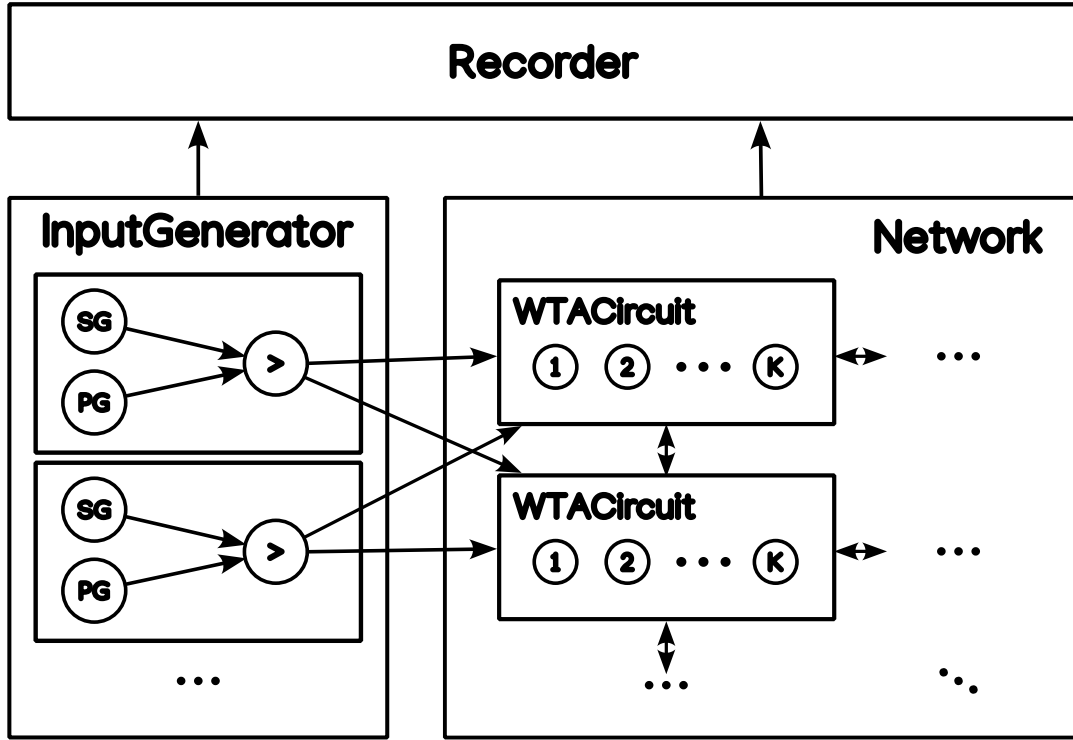 Recorder
InputGenerator
SG
PG
>
SG
PG
>
...
Network
WTACircuit
1 2 ... K
...
WTACircuit
1 2 ... K
...
...